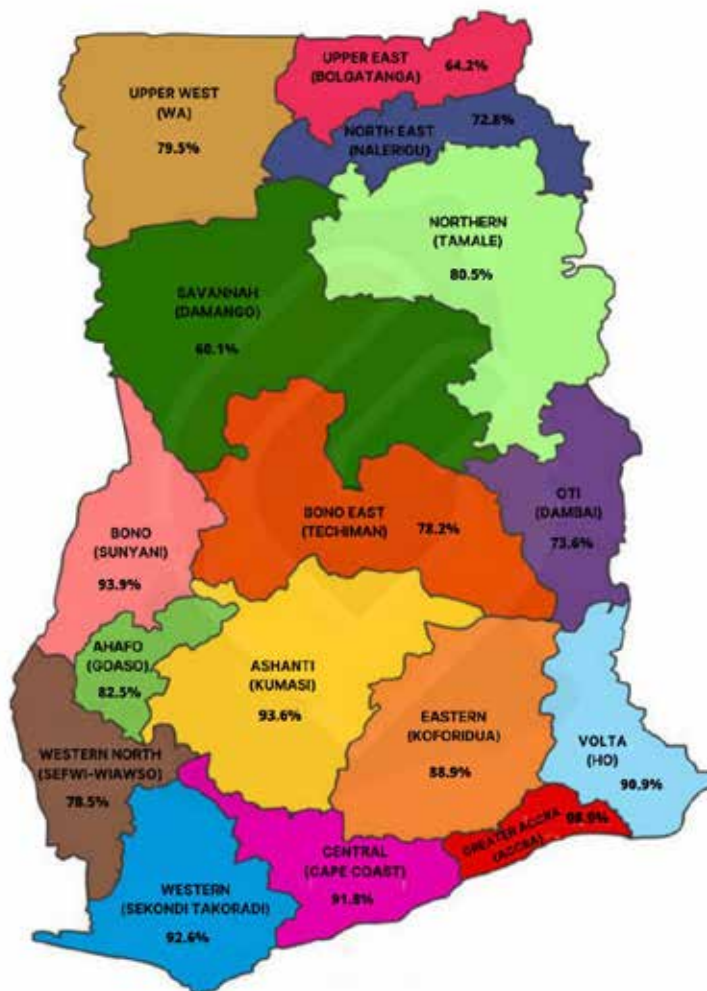 UPPER EAST
(BOLGATANGA)
64.2%
UPPER WEST
(WA)
79.5%
NORTH EAST
(NALERIGU)
72.8%
NORTHERN
(TAMALE)
80.5%
SAVANNAH
(DAMANGO)
60.1%
OTI
(DAMBAI)
73.6%
BONO EAST
(TECHIMAN)
78.2%
BONO
(SUNYANI)
93.9%
AHAFO
(GOASO)
82.5%
ASHANTI
(KUMASI)
93.6%
EASTERN
(KOFORIDUA)
88.9%
VOLTA
(HO)
90.9%
WESTERN NORTH
(SEFWI-WIAWSO)
78.5%
GREATER ACCRA
(ACCRA)
CENTRAL
(CAPE COAST)
91.8%
WESTERN
(SEKONDI TAKORADI)
92.6%